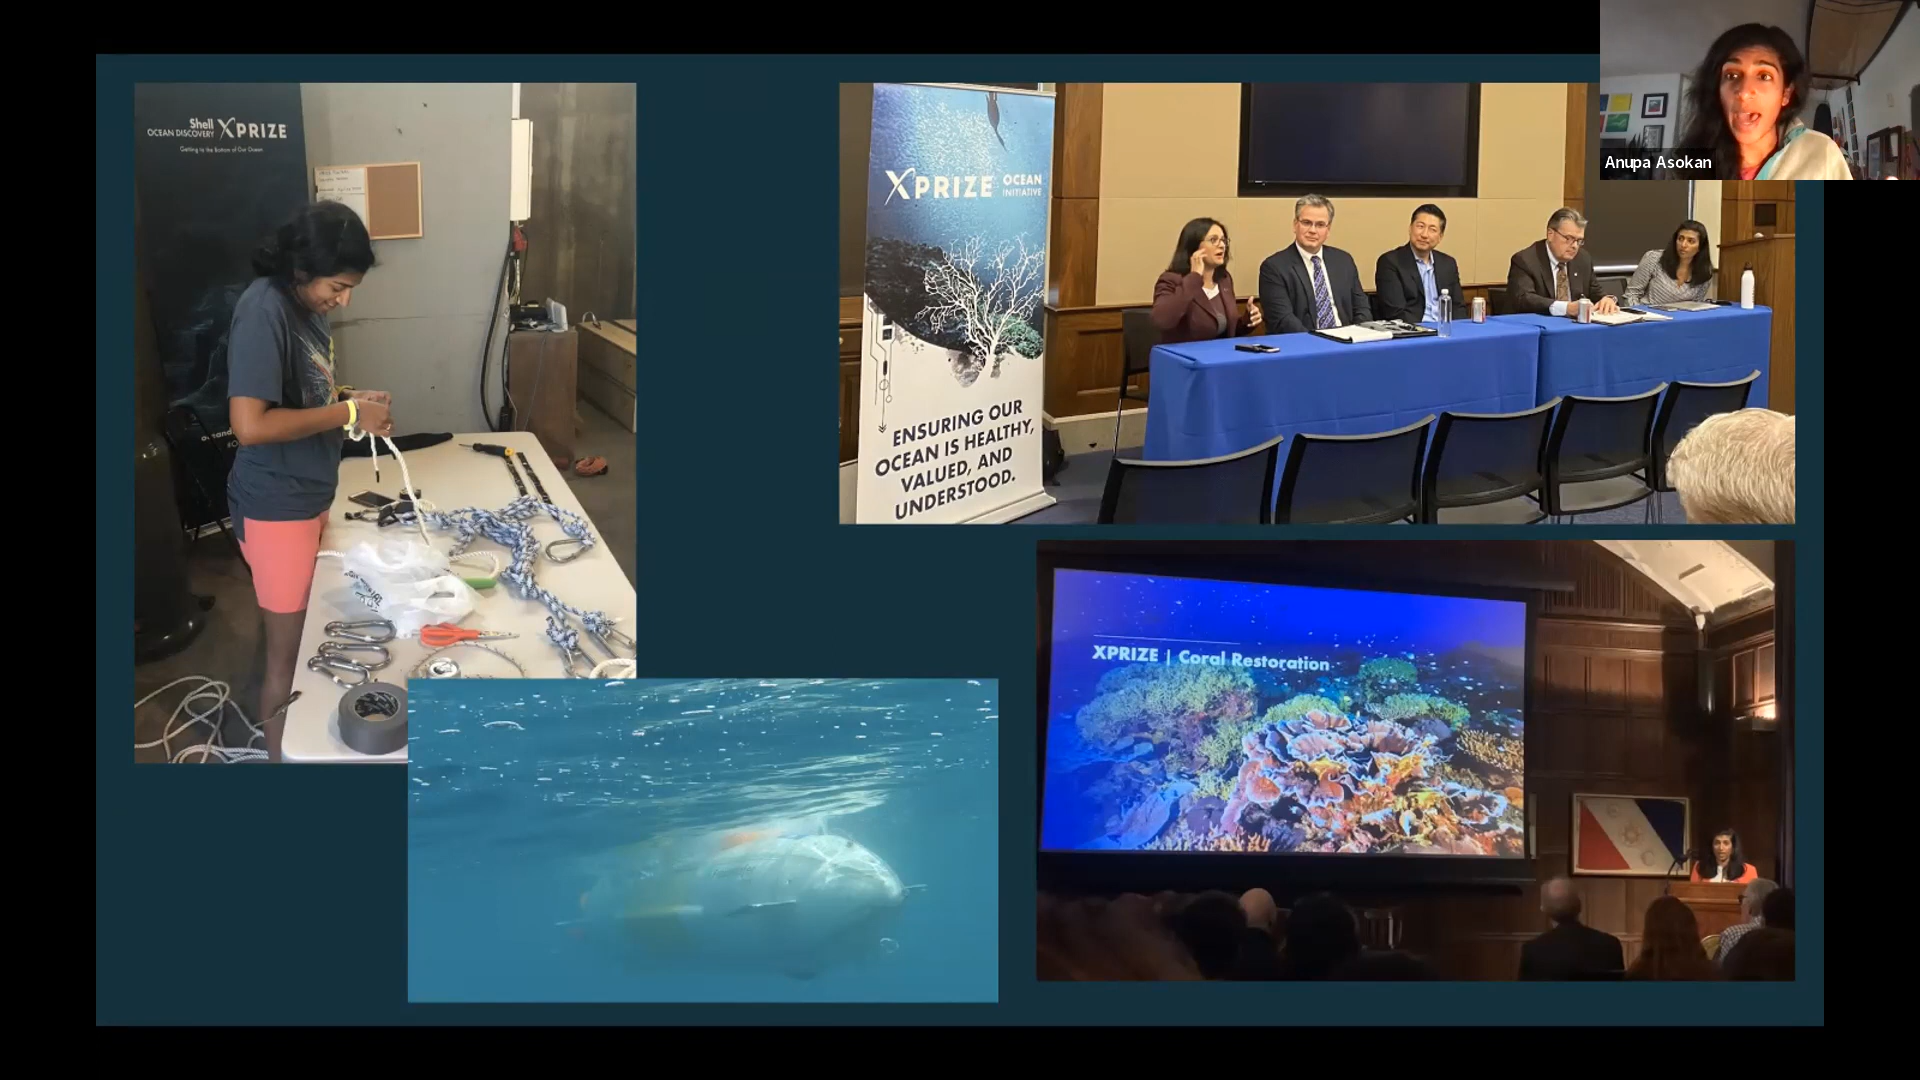 Shell
OCEAN DISCOVERY XPRIZE
Getting to the Bottom of Our Ocean
XPRIZE OCEAN
INITIATIVE
ENSURING OUR
OCEAN IS HEALTHY,
VALUED, AND
UNDERSTOOD.
Anupa Asokan
XPRIZE | Coral Restoration